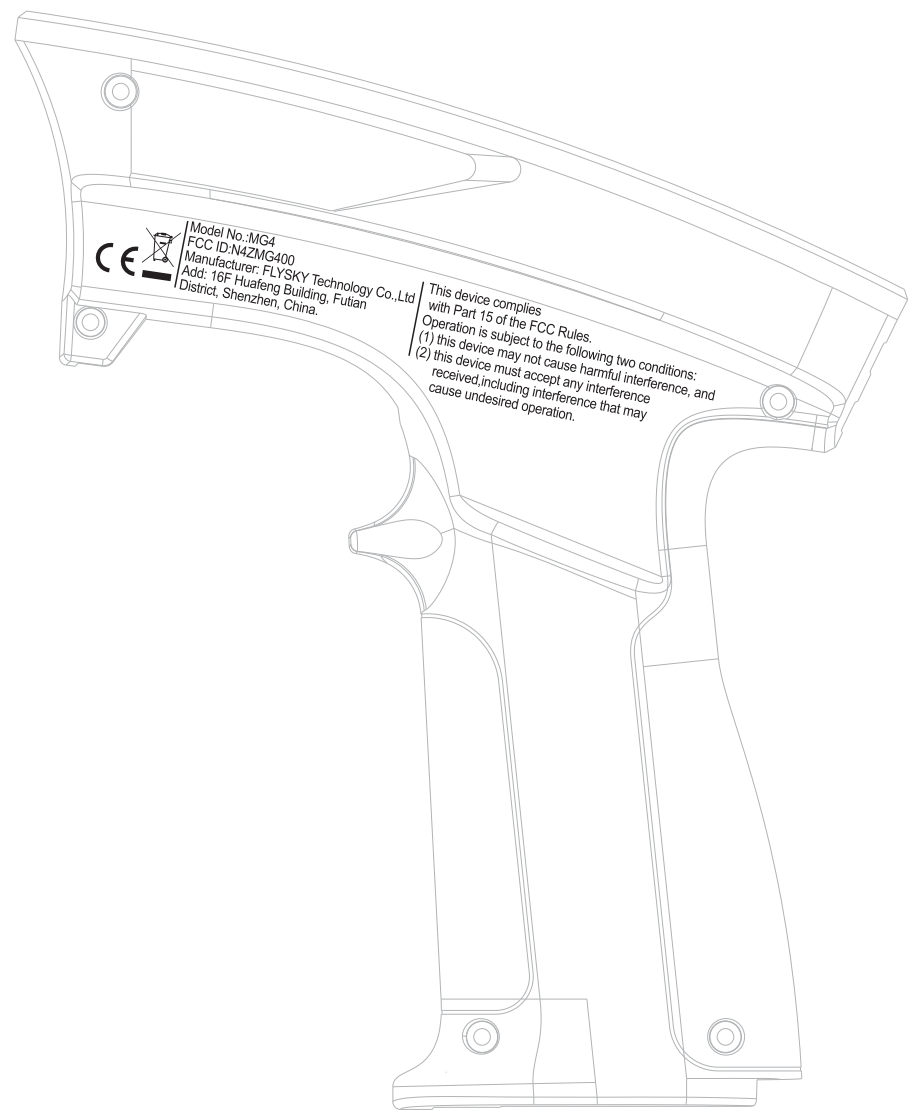 CE
Model No.:MG4
FCC ID:N4ZMG400
Manufacturer: FLYSKY Technology Co.,Ltd
Add: 16F Huafeng Building, Futian
District, Shenzhen, China.
This device complies
with Part 15 of the FCC Rules.
Operation is subject to the following two conditions:
(1) this device may not cause harmful interference, and
(2) this device must accept any interference
received,including interference that may
cause undesired operation.